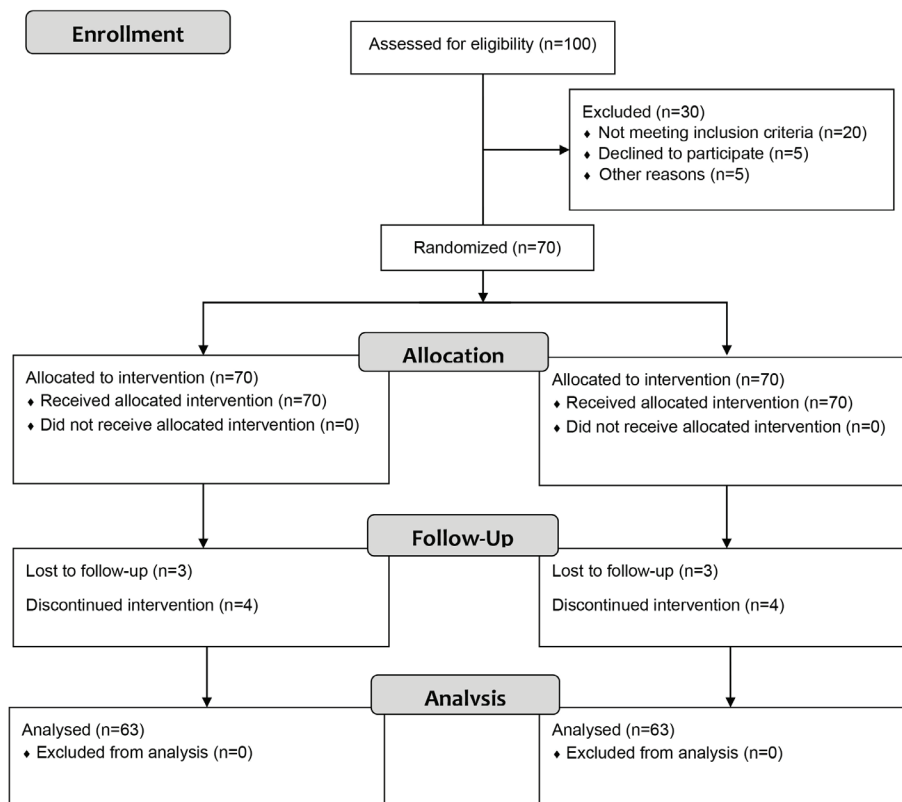 Enrollment
Assessed for eligibility (n=100)
Excluded (n=30)
♦ Not meeting inclusion criteria (n=20)
♦ Declined to participate (n=5)
♦ Other reasons (n=5)
Randomized (n=70)
Allocation
Allocated to intervention (n=70)
♦ Received allocated intervention (n=70)
♦ Did not receive allocated intervention (n=0)
Allocated to intervention (n=70)
♦ Received allocated intervention (n=70)
♦ Did not receive allocated intervention (n=0)
Follow-Up
Lost to follow-up (n=3)
Discontinued intervention (n=4)
Lost to follow-up (n=3)
Discontinued intervention (n=4)
Analysis
Analysed (n=63)
♦ Excluded from analysis (n=0)
Analysed (n=63)
♦ Excluded from analysis (n=0)